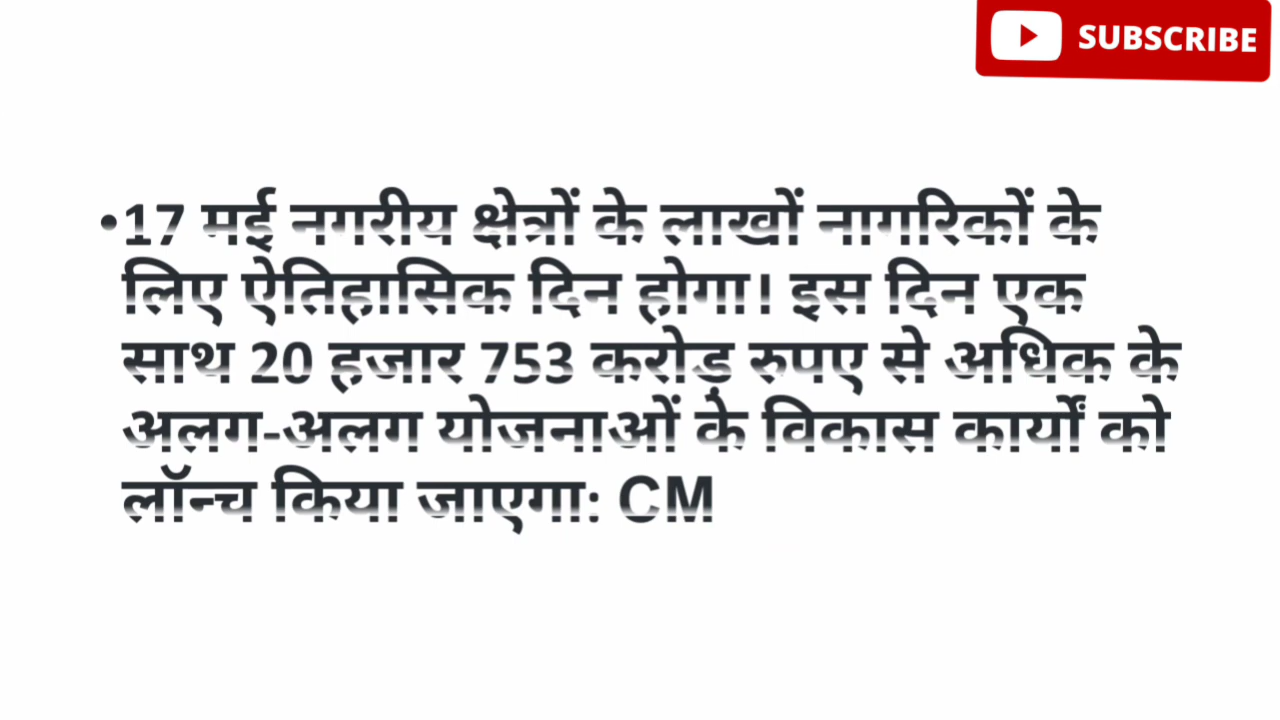 SUBSCRIBE
•17 मई नगरीय क्षेत्रों के लाखों नागरिकों के
लिए ऐतिहासिक दिन होगा। इस दिन एक
साथ 20 हजार 753 करोड़ रुपए से अधिक के
अलग-अलग योजनाओं के विकास कार्यों को
लॉन्च किया जाएगा: CM